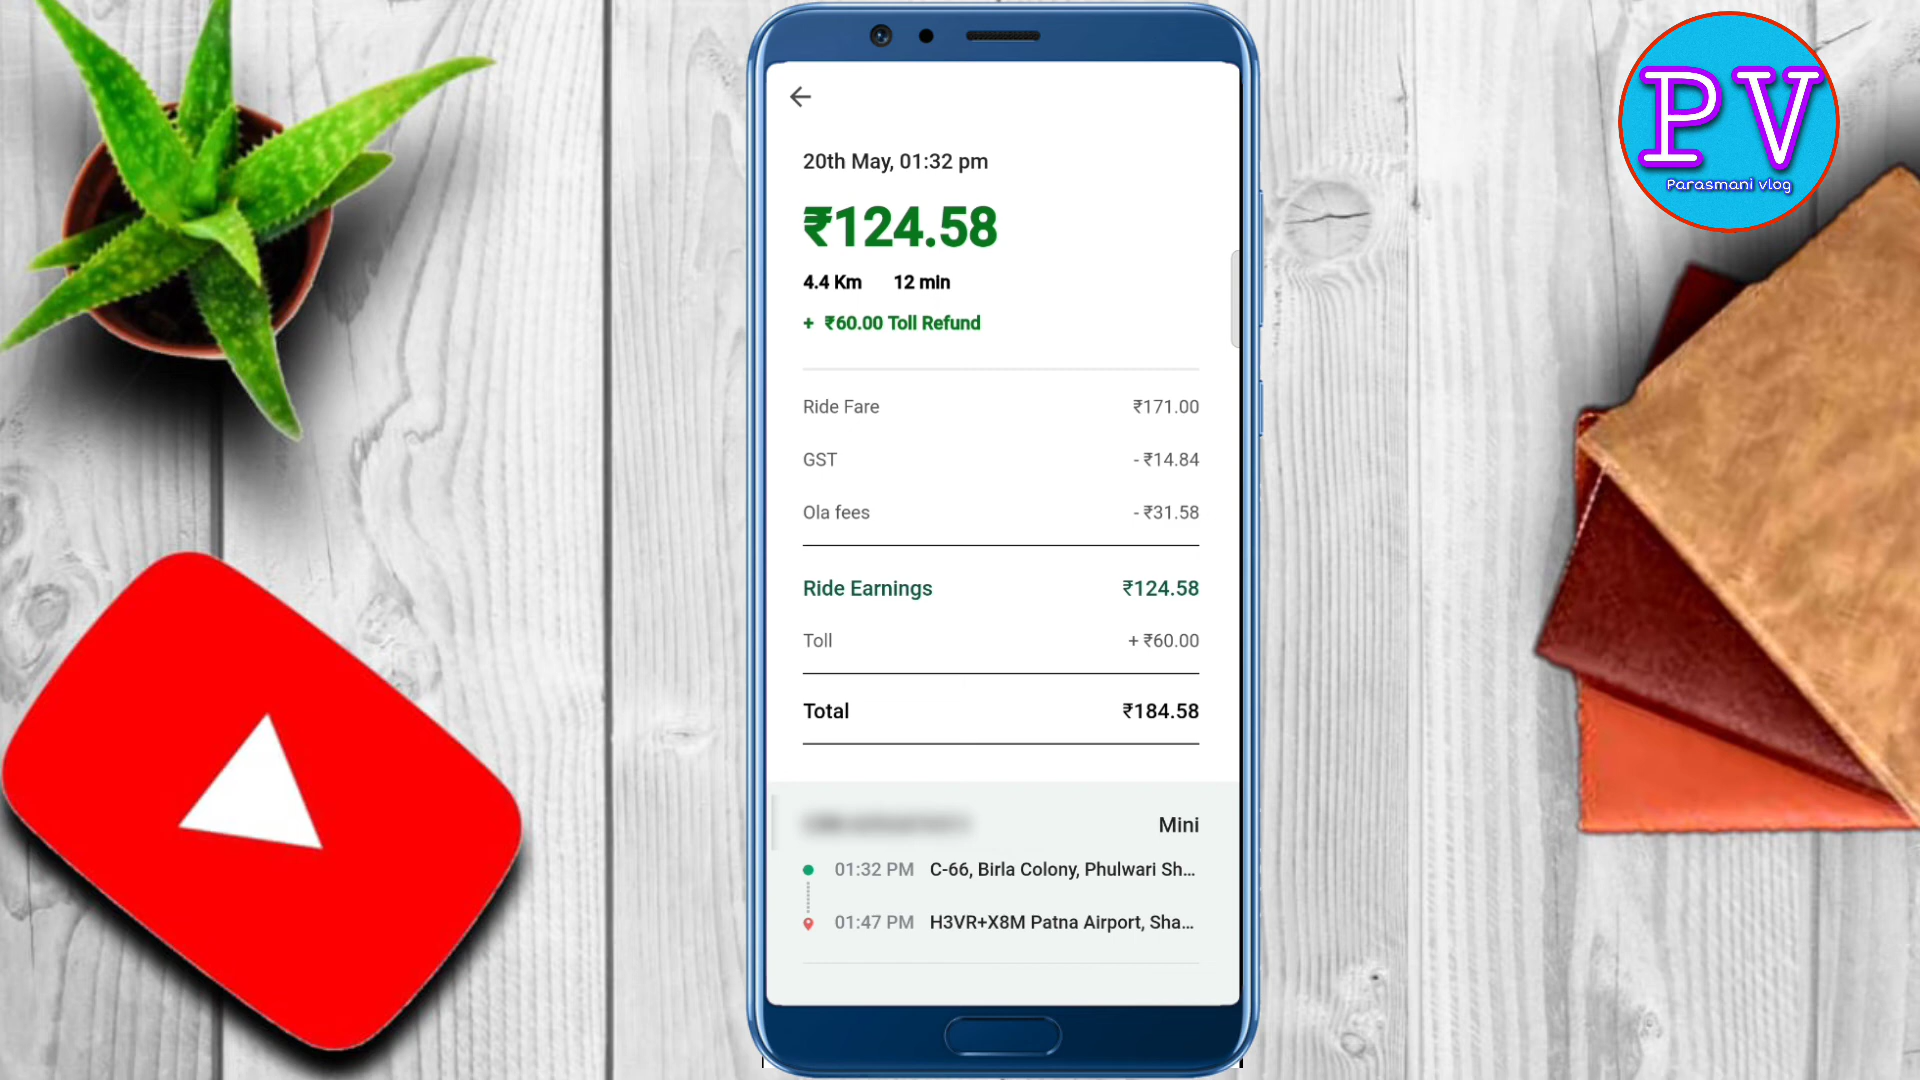 PV
Parasmani vlog
20th May, 01:32 pm
₹124.58
4.4 Km 12 min
+ ₹60.00 Toll Refund
Ride Fare ₹171.00
GST - ₹14.84
Ola fees - ₹31.58
Ride Earnings ₹124.58
Toll + ₹60.00
Total ₹184.58
Mini
01:32 PM C-66, Birla Colony, Phulwari Sh...
01:47 PM H3VR+X8M Patna Airport, Sha...